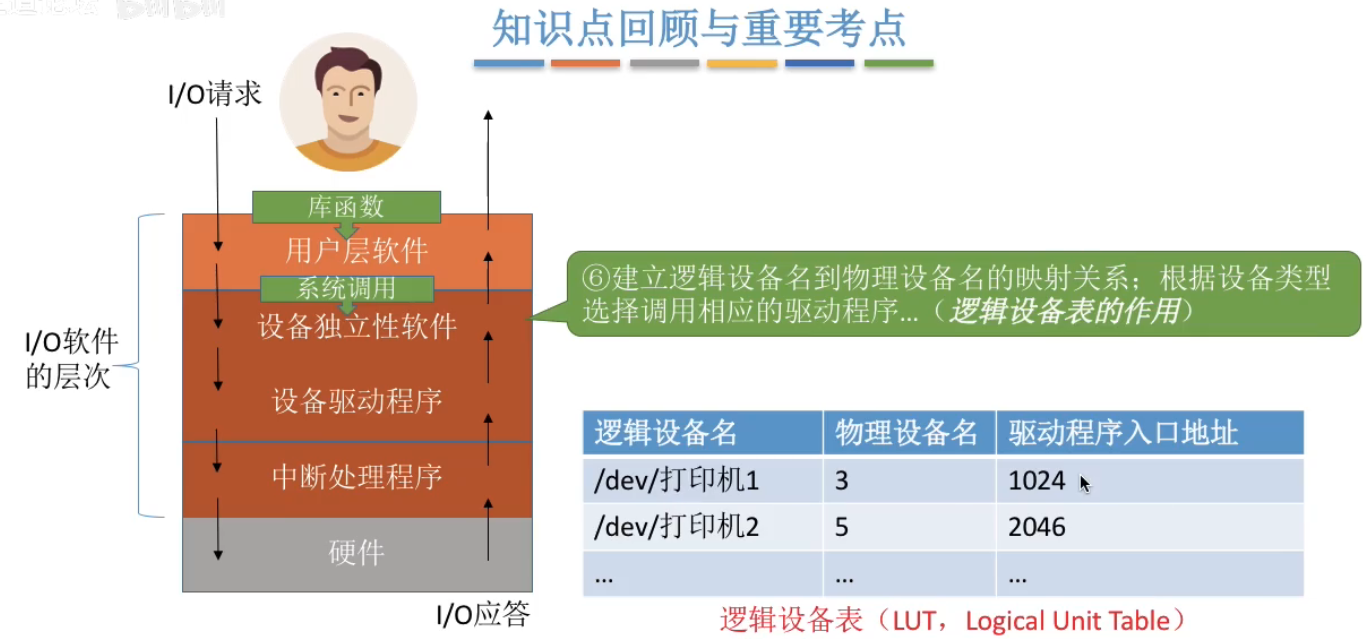 知识点回顾与重要考点
I/O请求
库函数
用户层软件
系统调用
设备独立性软件
设备驱动程序
中断处理程序
硬件
I/O软件
的层次
I/O应答
⑥建立逻辑设备名到物理设备名的映射关系；根据设备类型
选择调用相应的驱动程序...（逻辑设备表的作用）
逻辑设备名 物理设备名 驱动程序入口地址
/dev/打印机1 3 1024
/dev/打印机2 5 2046
... ... ...
逻辑设备表（LUT，Logical Unit Table）